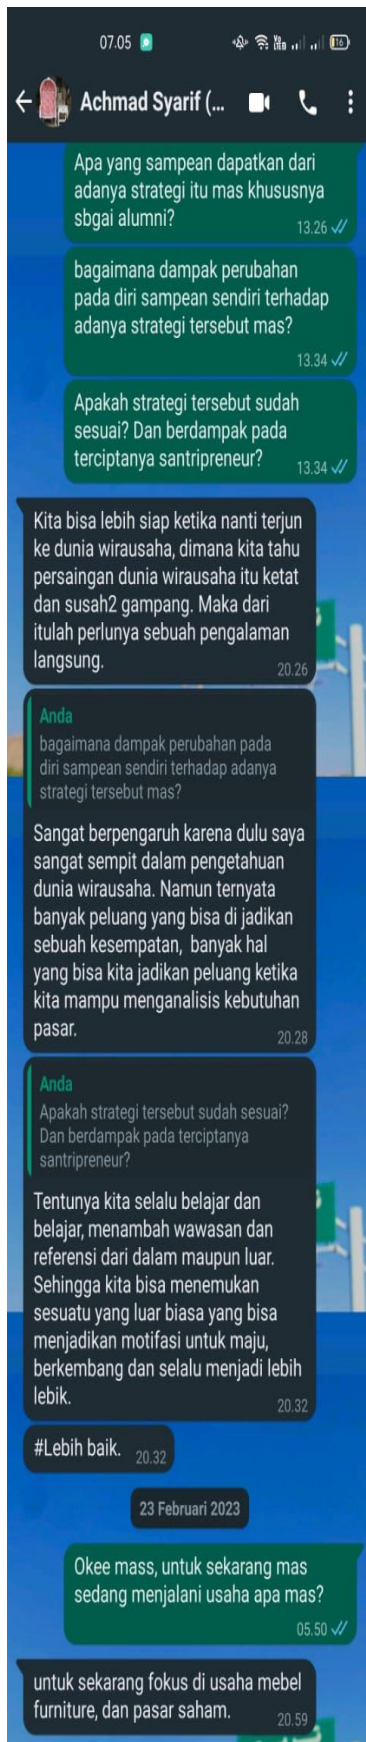 07.05
16
Achmad Syarif (...
Apa yang sampean dapatkan dari
adanya strategi itu mas khususnya
sbgai alumni?
13.26
bagaimana dampak perubahan
pada diri sampean sendiri terhadap
adanya strategi tersebut mas?
13.34
Apakah strategi tersebut sudah
sesuai? Dan berdampak pada
terciptanya santripreneur?
13.34
Kita bisa lebih siap ketika nanti terjun
ke dunia wirausaha, dimana kita tahu
persaingan dunia wirausaha itu ketat
dan susah2 gampang. Maka dari
itulah perlunya sebuah pengalaman
langsung.
20.26
Anda
bagaimana dampak perubahan pada
diri sampean sendiri terhadap adanya
strategi tersebut mas?
Sangat berpengaruh karena dulu saya
sangat sempit dalam pengetahuan
dunia wirausaha. Namun ternyata
banyak peluang yang bisa di jadikan
sebuah kesempatan, banyak hal
yang bisa kita jadikan peluang ketika
kita mampu menganalisis kebutuhan
pasar.
20.28
Anda
Apakah strategi tersebut sudah sesuai?
Dan berdampak pada terciptanya
santripreneur?
Tentunya kita selalu belajar dan
belajar, menambah wawasan dan
referensi dari dalam maupun luar.
Sehingga kita bisa menemukan
sesuatu yang luar biasa yang bisa
menjadikan motifasi untuk maju,
berkembang dan selalu menjadi lebih
lebik.
20.32
#Lebih baik.
20.32
23 Februari 2023
Okee mass, untuk sekarang mas
sedang menjalani usaha apa mas?
05.50
untuk sekarang fokus di usaha mebel
furniture, dan pasar saham.
20.59